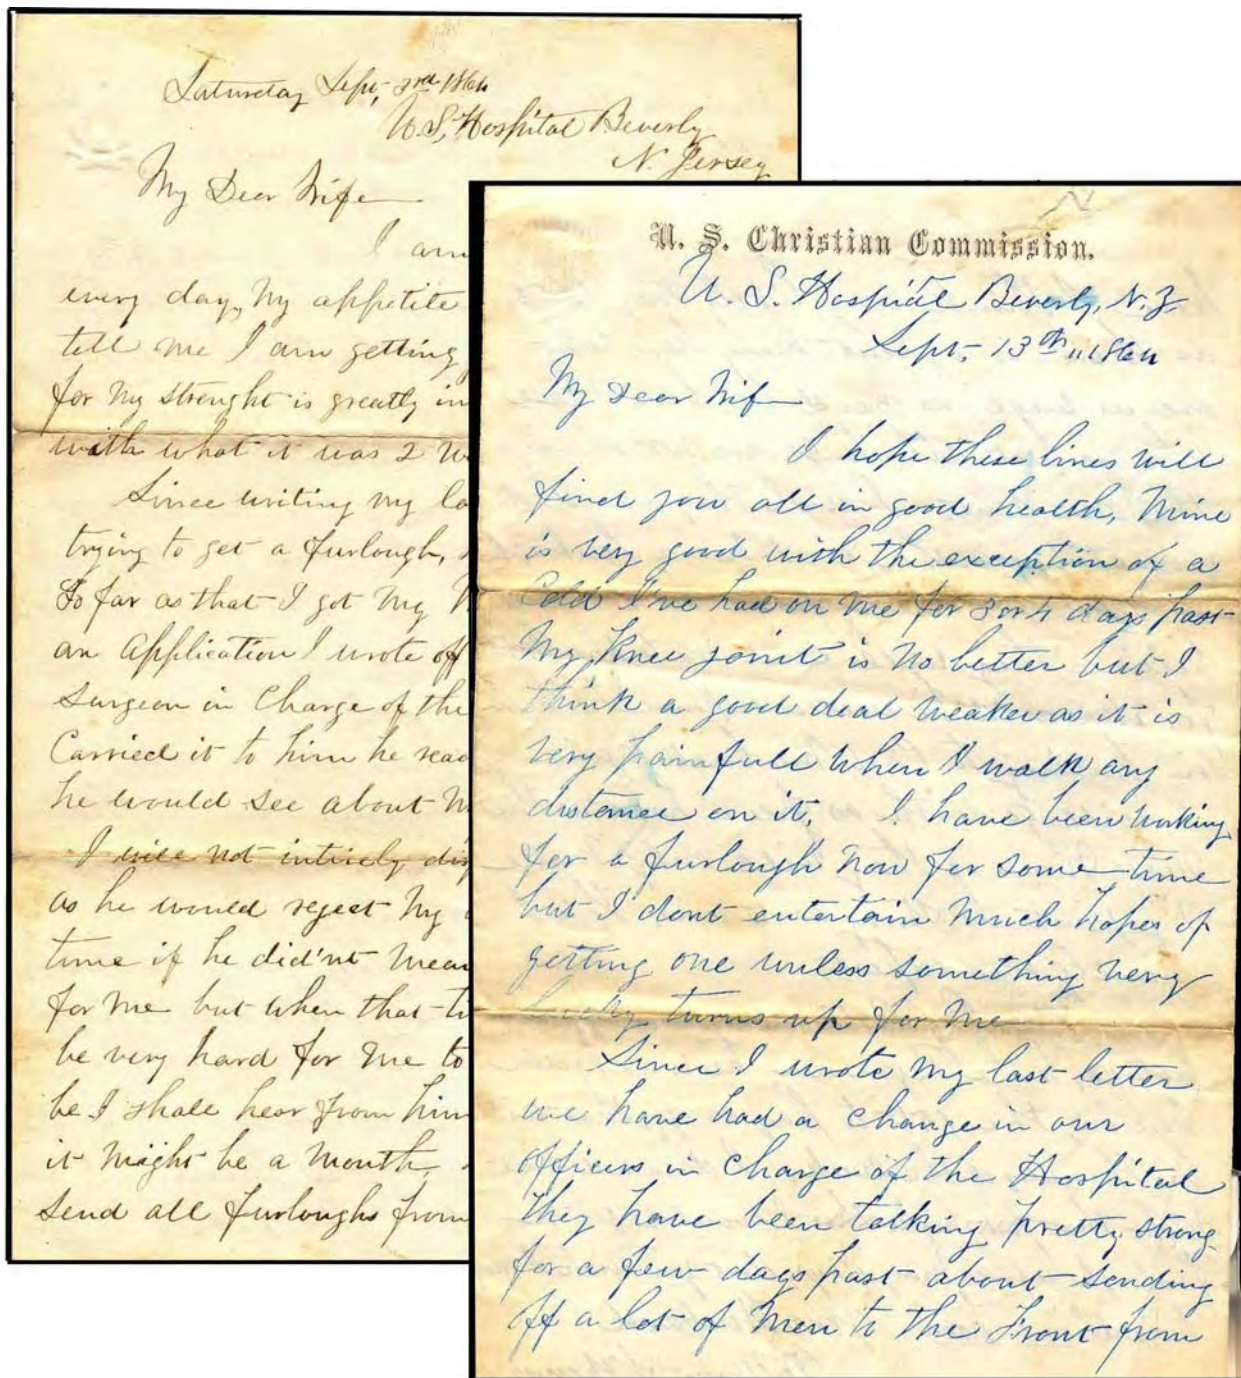 Saturday Sept, 3rd 1864
U.S. Hospital Beverly
N. Jersey
My Dear Wife
I am
every day, My appetite
tell me I am getting
for My strenght is greatly in
with what it was 2 W
Since writing my la
trying to get a furlough,
So far as that I got My
an Application I wrote off
Surgeon in Charge of the
Carried it to him he read
he would see about M
I will not intirely dis
as he would reject My
time if he did'nt mean
for Me but when that ti
be very hard for Me to
be I shall hear from him
it might be a Month,
send all furloughs from
U. S. Christian Commission.
U. S. Hospital Beverly, N.J.
Sept, 13th 1864
My Dear Wife
I hope these lines will
find you all in good health, Mine
is very good with the exception of a
Cold I've had on me for 3 or 4 days past
My Knee joint is no better but I
think a good deal weaker as it is
very painfull when I walk any
distance on it, I have been working
for a furlough now for some time
but I dont entertain much hopes of
getting one unless something very
lucky turns up for Me
Since I wrote My last letter
we have had a change in our
officers in charge of the Hospital
They have been talking pretty strong
for a few days past about sending
off a lot of Men to the Front from